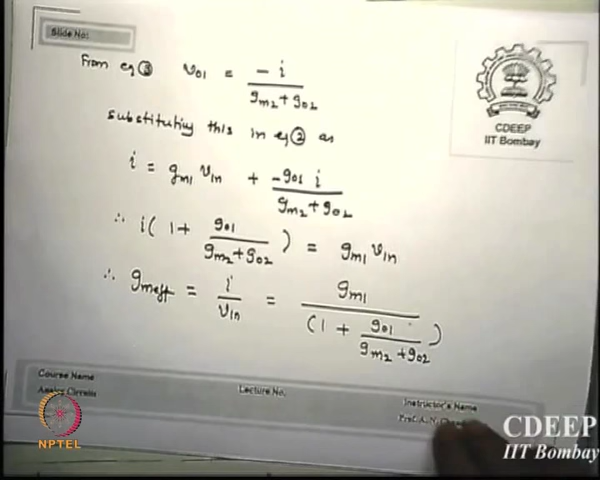 Slide No:
From eq ③ v01 = -i / gm2 + g02
substituting this in eq ② as
i = gm1 vin + -g01 i / gm2 + g02
∴ i ( 1 + g01 / gm2 + g02 ) = gm1 vin
∴ gmeff = i / vin = gm1 / ( 1 + g01 / gm2 + g02 )
CDEEP
IIT Bombay
Course Name
Analog Circuits
Lecture No.
Instructor's Name
Prof. A. N.
NPTEL
CDEEP
IIT Bombay